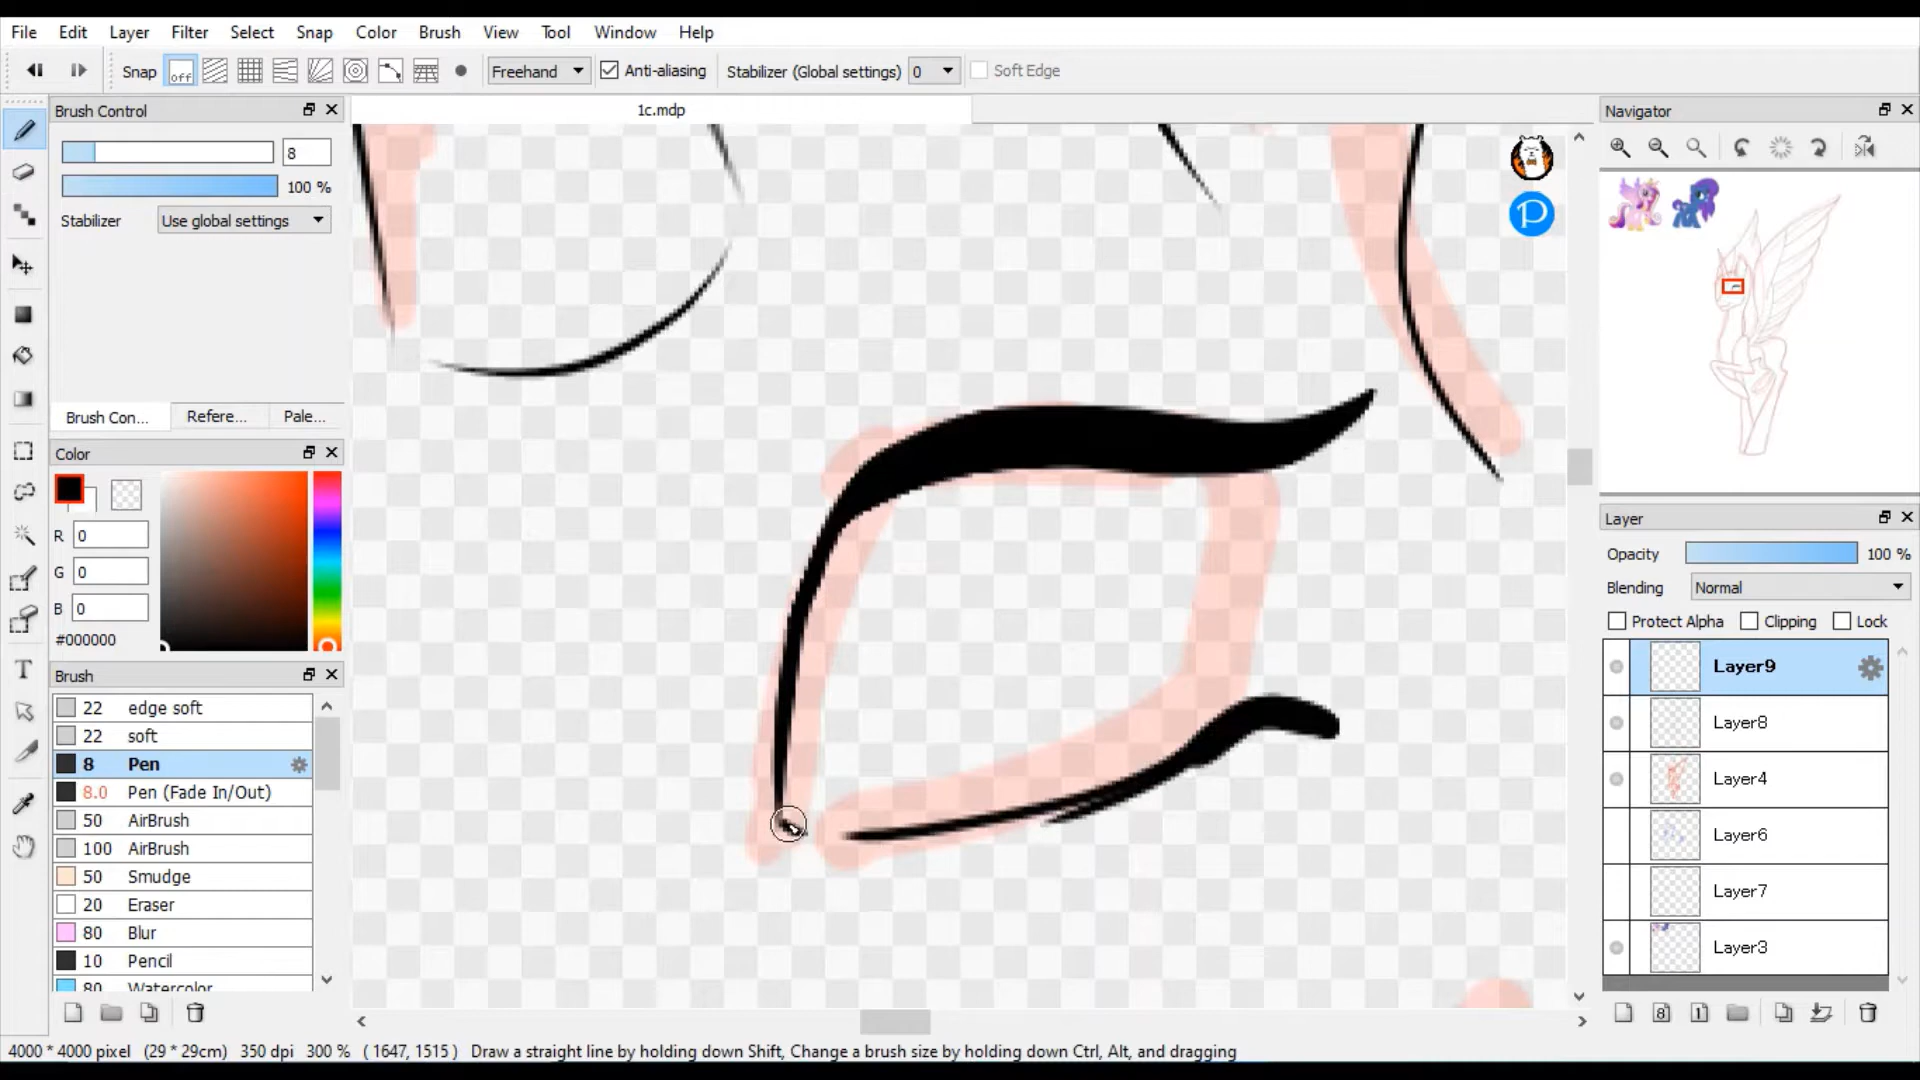 File Edit Layer Filter Select Snap Color Brush View Tool Window Help
Snap off Freehand Anti-aliasing Stabilizer (Global settings) 0 Soft Edge
Brush Control
1c.mdp
Navigator
8
100 %
Stabilizer Use global settings
P
Brush Con... Refere... Pale...
Color
R 0
G 0
B 0
#000000
Brush
22 edge soft
22 soft
8 Pen
8.0 Pen (Fade In/Out)
50 AirBrush
100 AirBrush
50 Smudge
20 Eraser
80 Blur
10 Pencil
80 Watercolor
T
Layer
Opacity 100 %
Blending Normal
Protect Alpha Clipping Lock
Layer9
Layer8
Layer4
Layer6
Layer7
Layer3
8 1
4000 * 4000 pixel (29 * 29cm) 350 dpi 300 % ( 1647, 1515 ) Draw a straight line by holding down Shift, Change a brush size by holding down Ctrl, Alt, and dragging